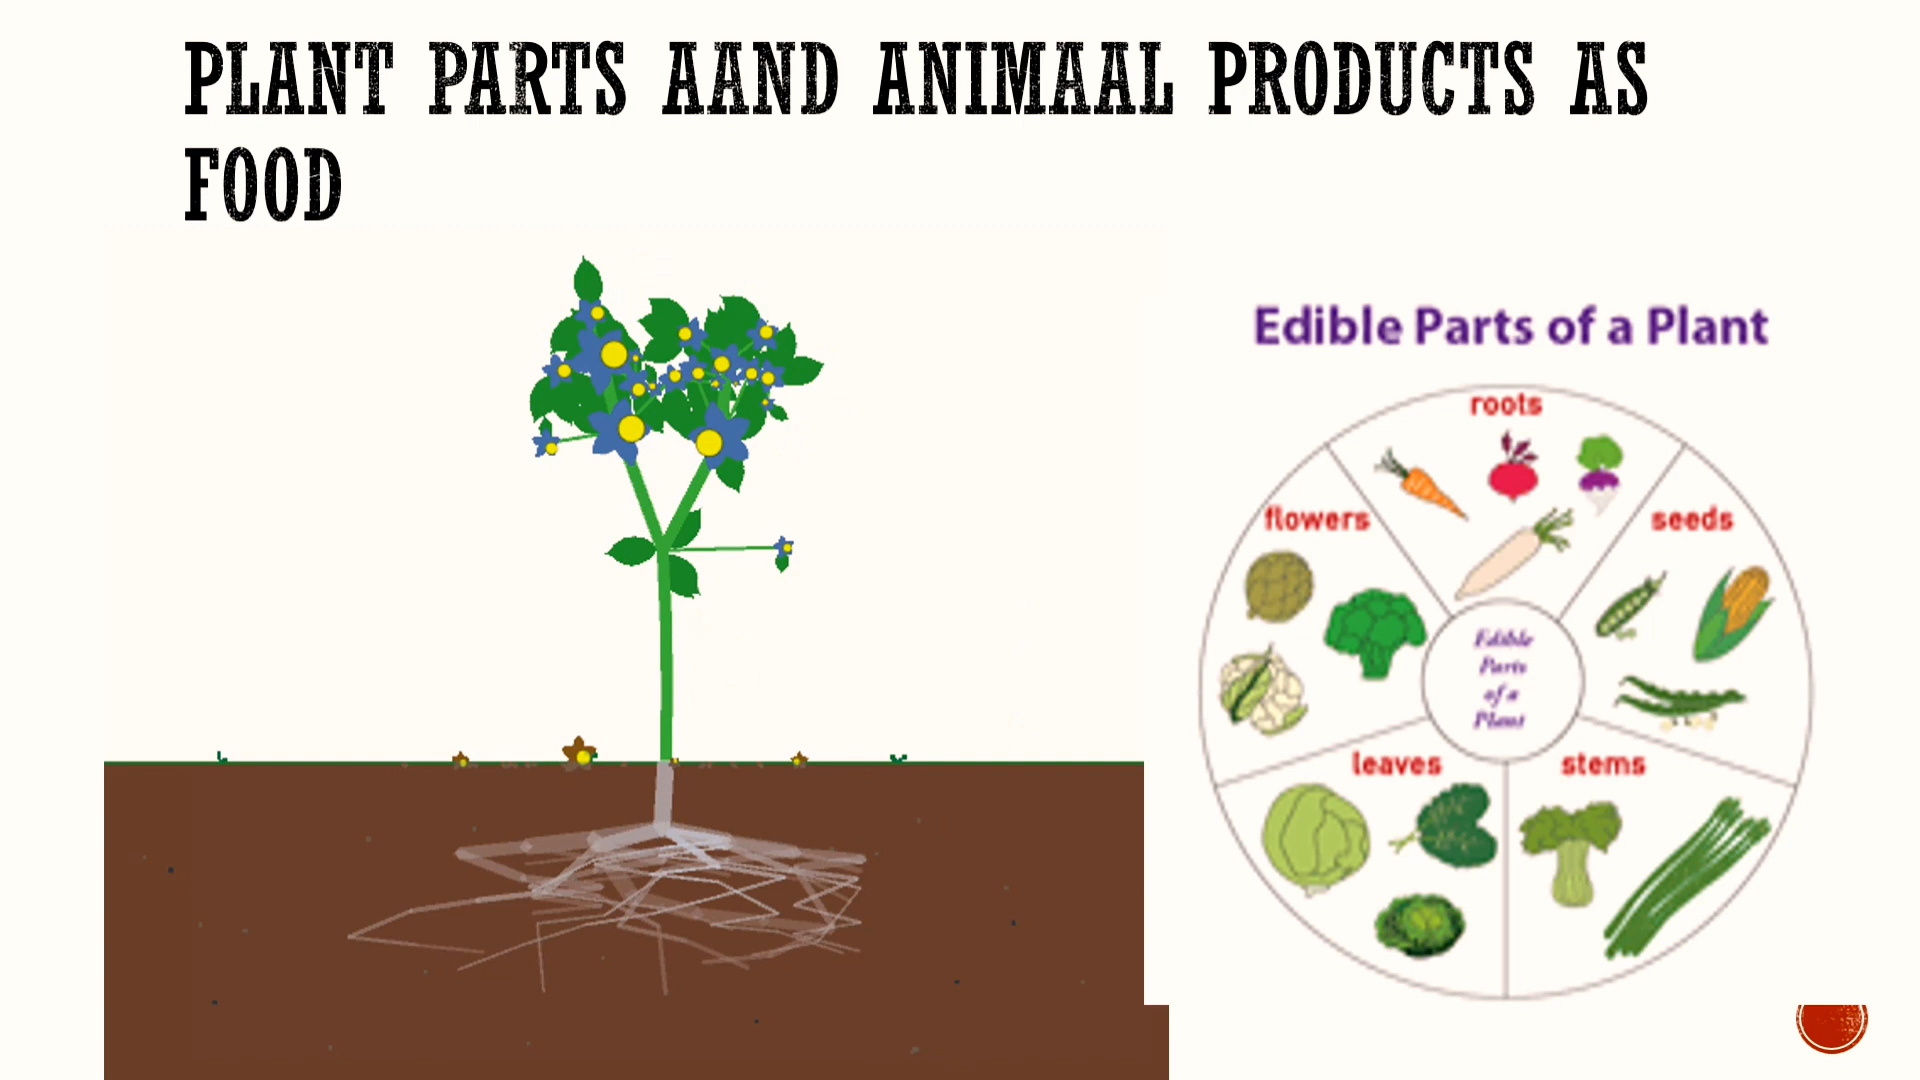 PLANT PARTS AAND ANIMAAL PRODUCTS AS
FOOD
Edible Parts of a Plant
roots
flowers
seeds
Edible
Parts
of a
Plant
leaves
stems